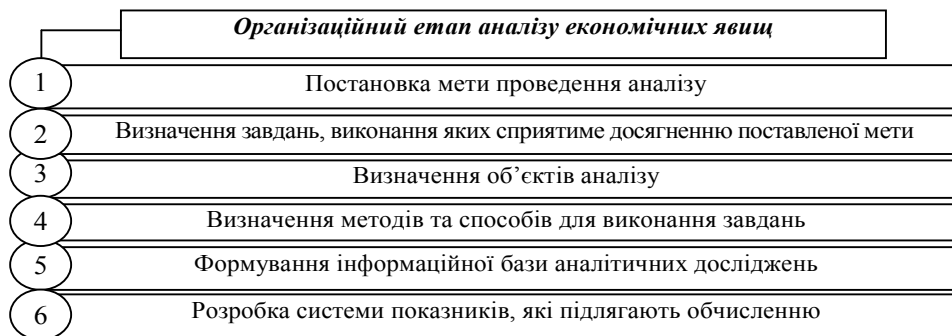 Організаційний етап аналізу економічних явищ
1 Постановка мети проведення аналізу
2 Визначення завдань, виконання яких сприятиме досягненню поставленої мети
3 Визначення об’єктів аналізу
4 Визначення методів та способів для виконання завдань
5 Формування інформаційної бази аналітичних досліджень
6 Розробка системи показників, які підлягають обчисленню